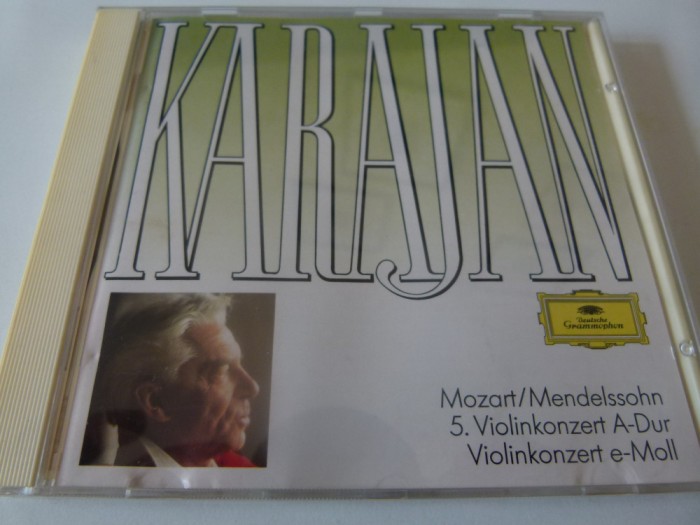 KARAJAN
Deutsche
Grammophon
Mozart/Mendelssohn
5. Violinkonzert A-Dur
Violinkonzert e-Moll